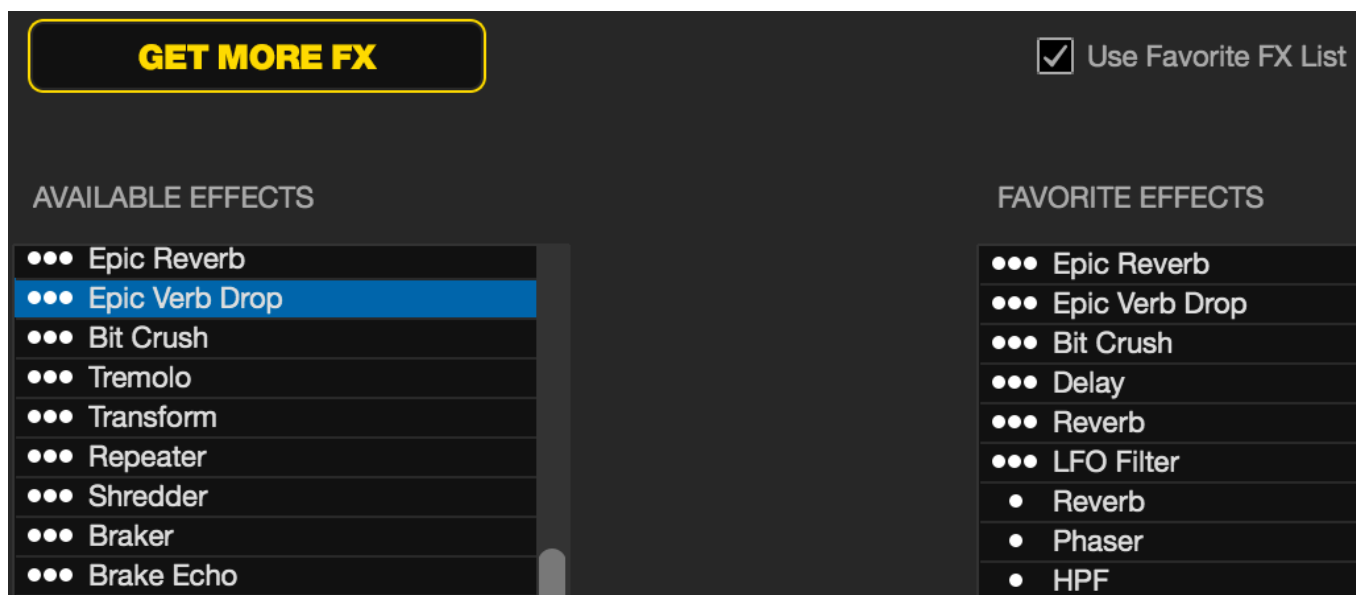 GET MORE FX
Use Favorite FX List
AVAILABLE EFFECTS
Epic Reverb
Epic Verb Drop
Bit Crush
Tremolo
Transform
Repeater
Shredder
Braker
Brake Echo
FAVORITE EFFECTS
Epic Reverb
Epic Verb Drop
Bit Crush
Delay
Reverb
LFO Filter
Reverb
Phaser
HPF